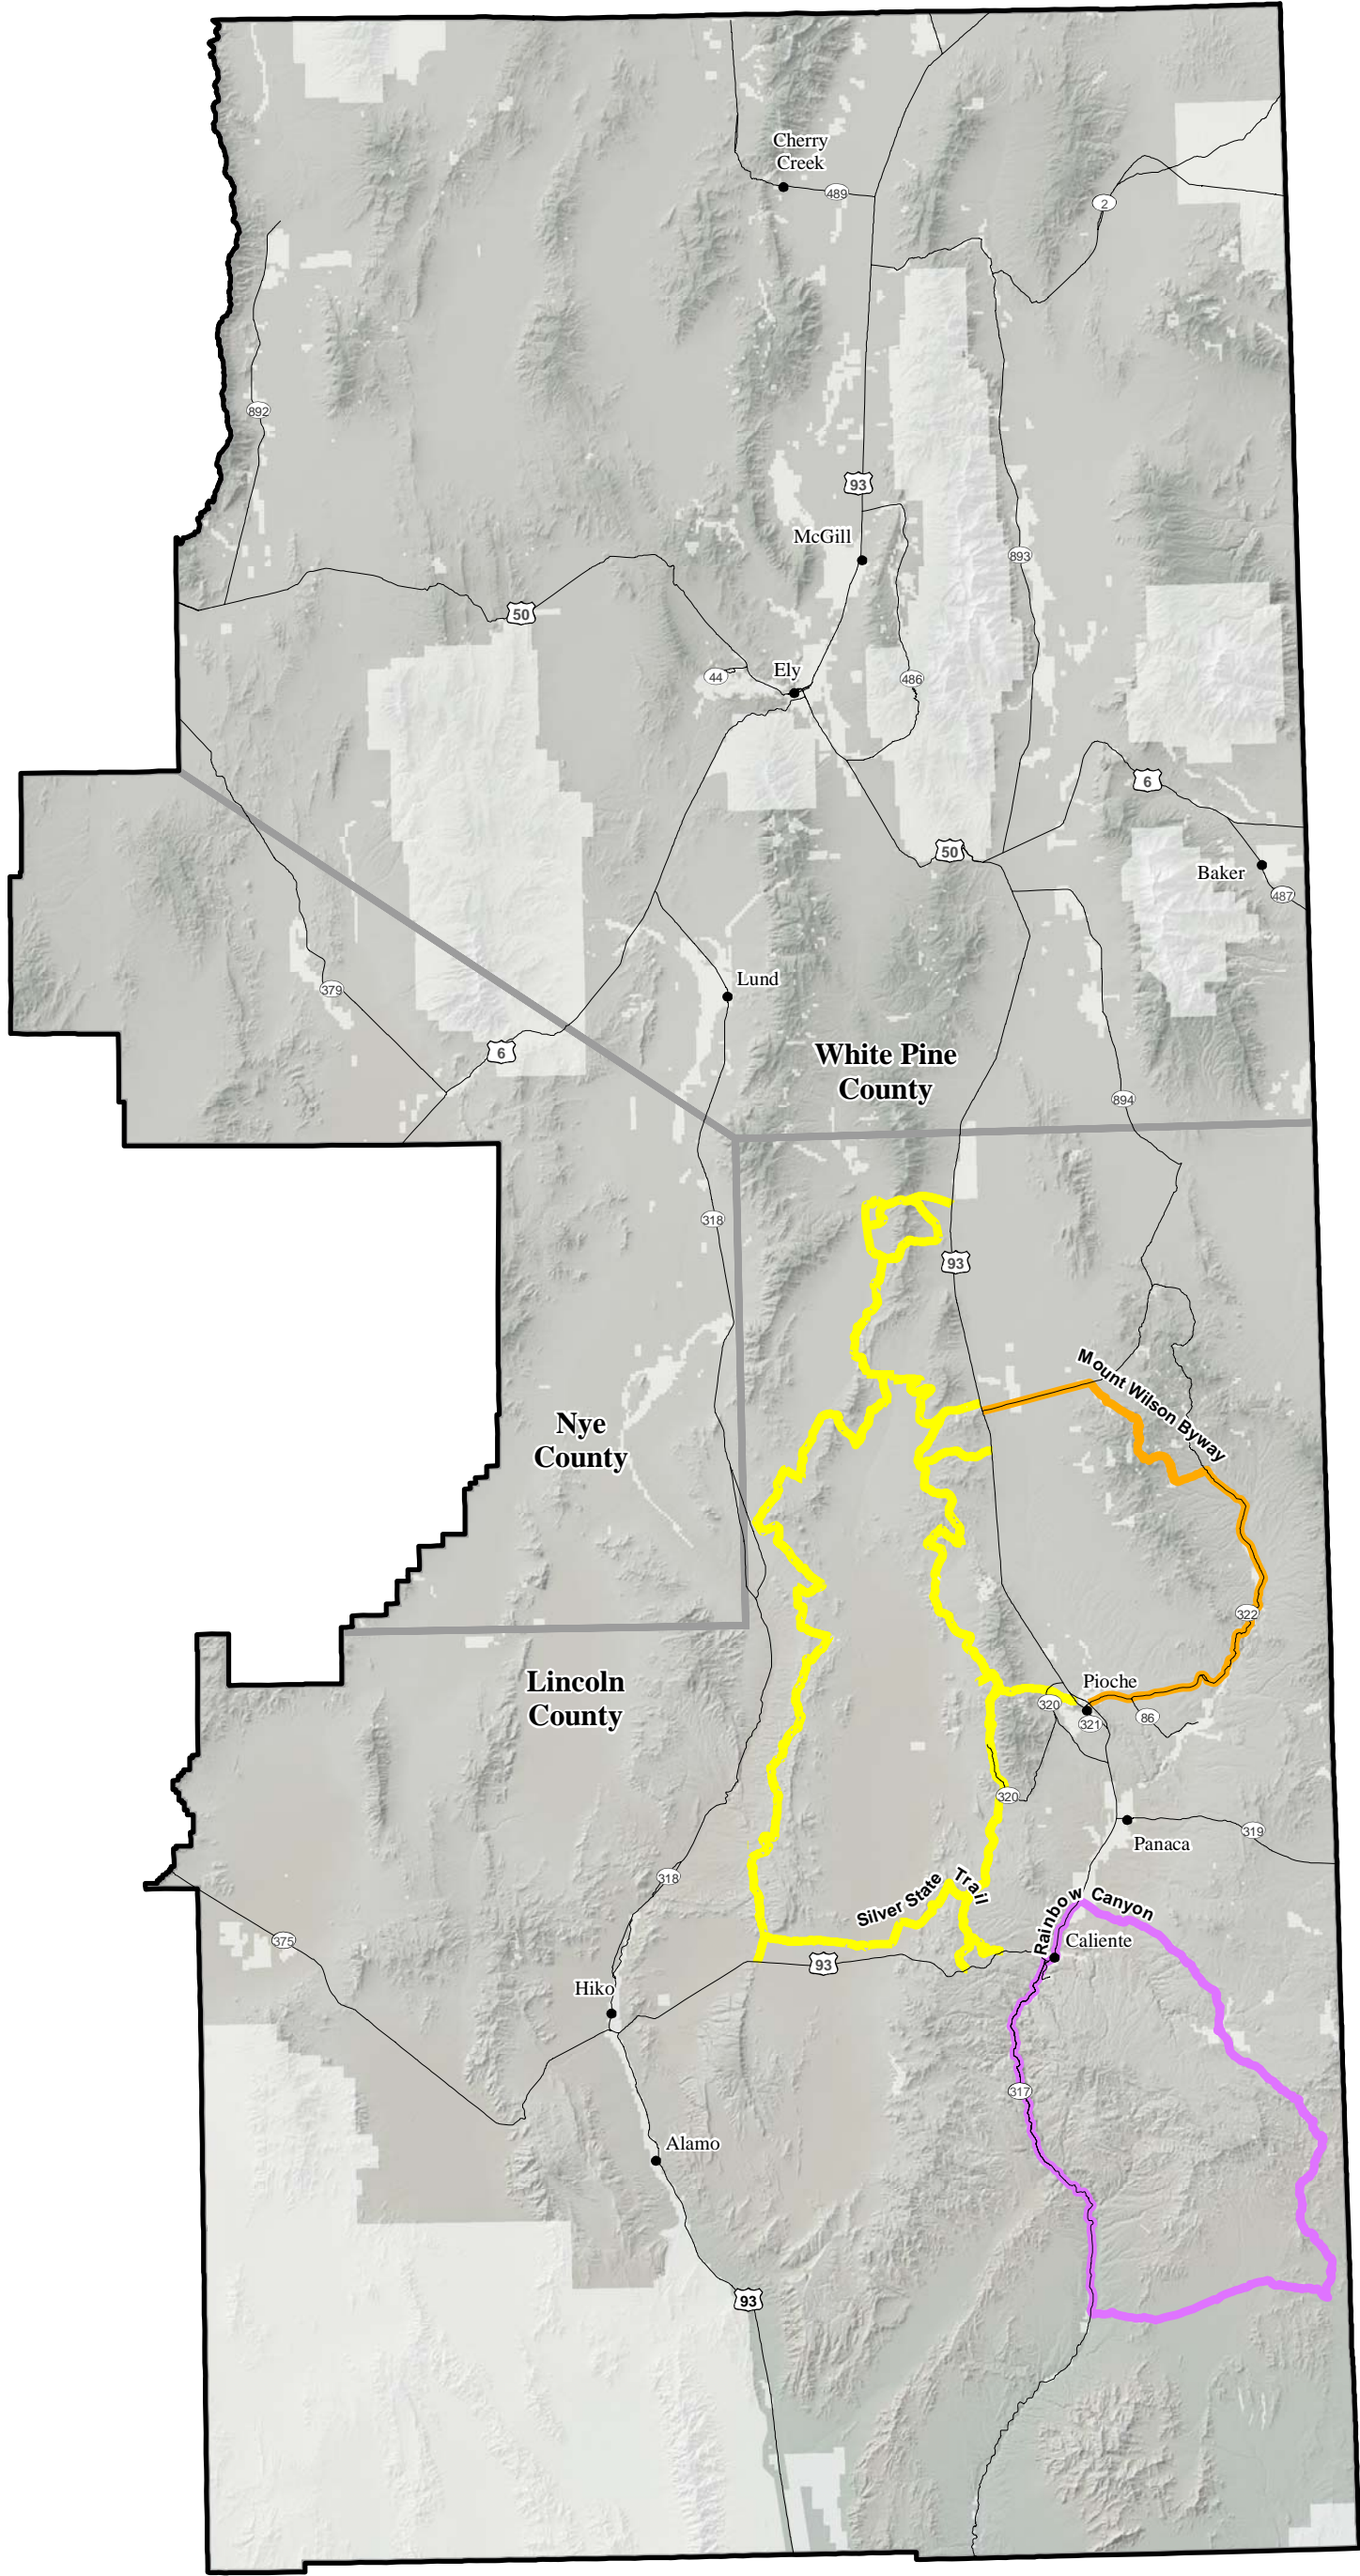 Cherry
Creek
489
2
892
93
McGill
893
50
Ely
44
486
6
50
Baker
487
Lund
379
6
White Pine
County
894
318
93
Mount Wilson Byway
Nye
County
322
Lincoln
County
Pioche
320
321
86
320
319
Panaca
318
Silver State Trail
Rainbow Canyon
Caliente
375
93
Hiko
317
Alamo
93